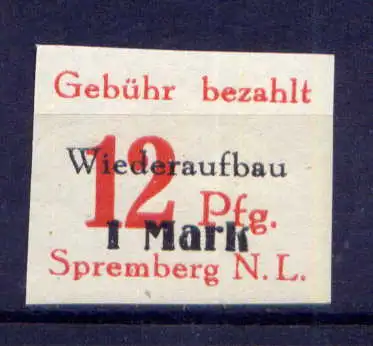 Gebühr bezahlt
Wiederaufbau
12 Pfg.
1 Mark
Spremberg N. L.